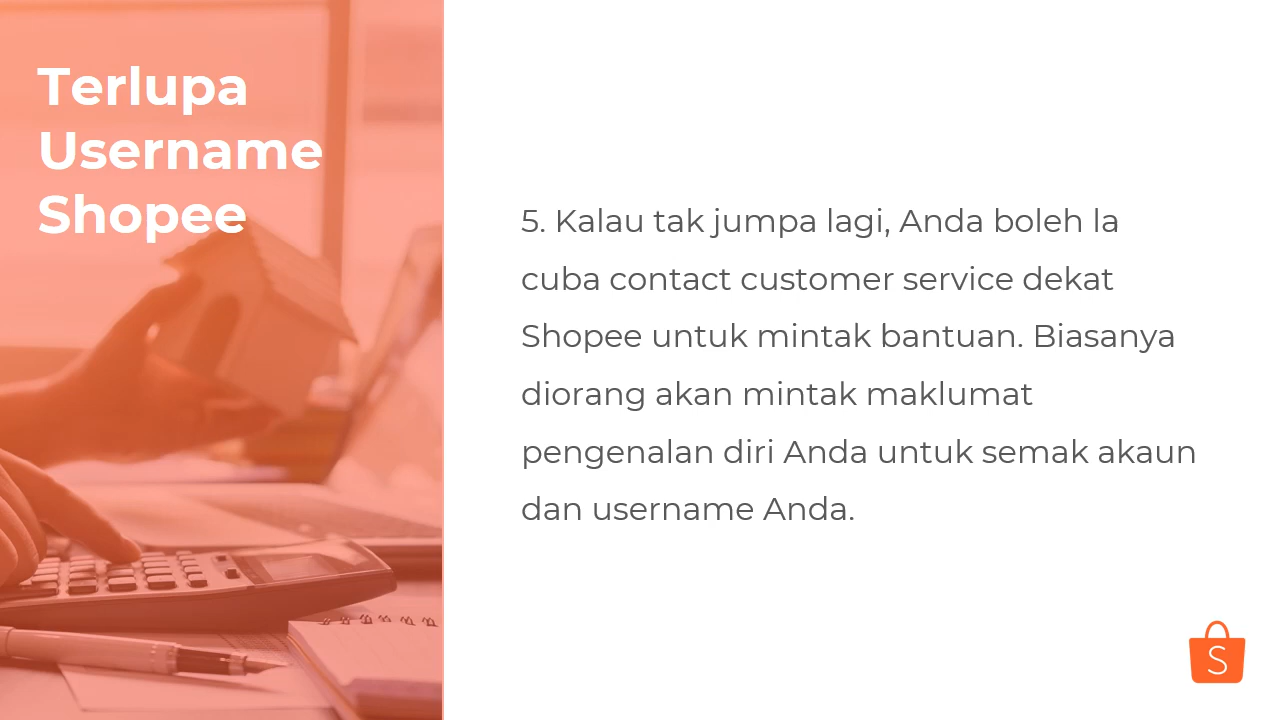 Terlupa
Username
Shopee
5. Kalau tak jumpa lagi, Anda boleh la
cuba contact customer service dekat
Shopee untuk mintak bantuan. Biasanya
diorang akan mintak maklumat
pengenalan diri Anda untuk semak akaun
dan username Anda.
S